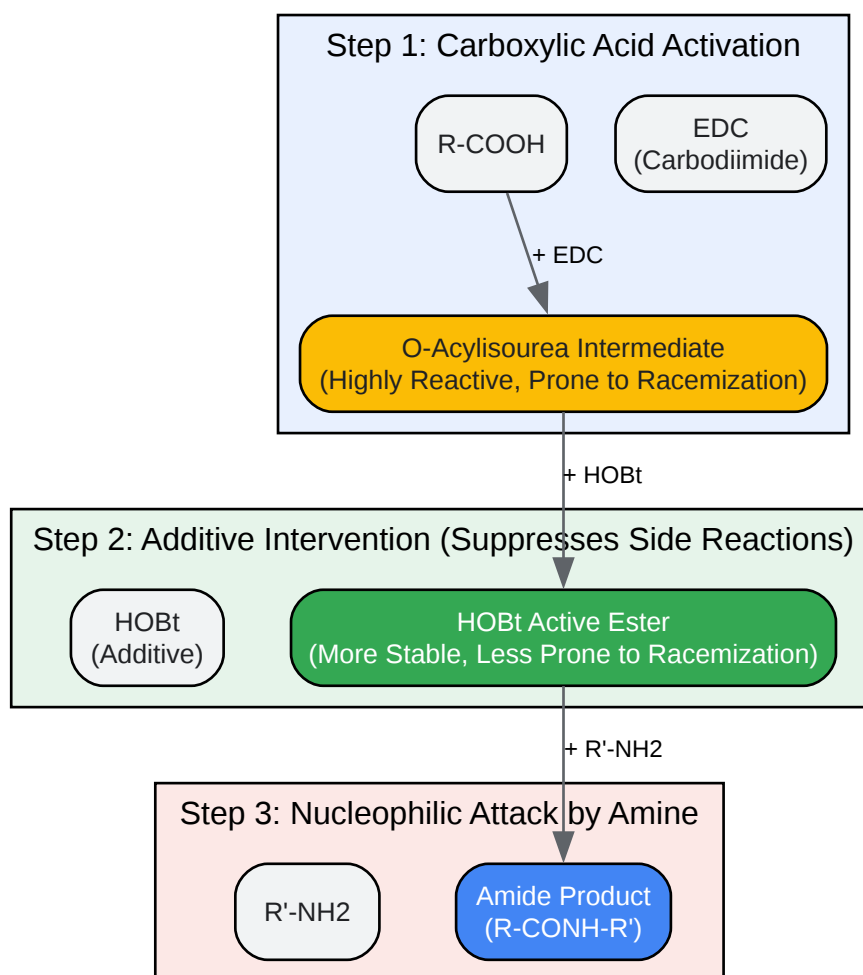 Step 1: Carboxylic Acid Activation
R-COOH
EDC
(Carbodiimide)
+ EDC
O-Acylisourea Intermediate
(Highly Reactive, Prone to Racemization)
+ HOBt
Step 2: Additive Intervention (Suppresses Side Reactions)
HOBt
(Additive)
HOBt Active Ester
(More Stable, Less Prone to Racemization)
+ R'-NH2
Step 3: Nucleophilic Attack by Amine
R'-NH2
Amide Product
(R-CONH-R')